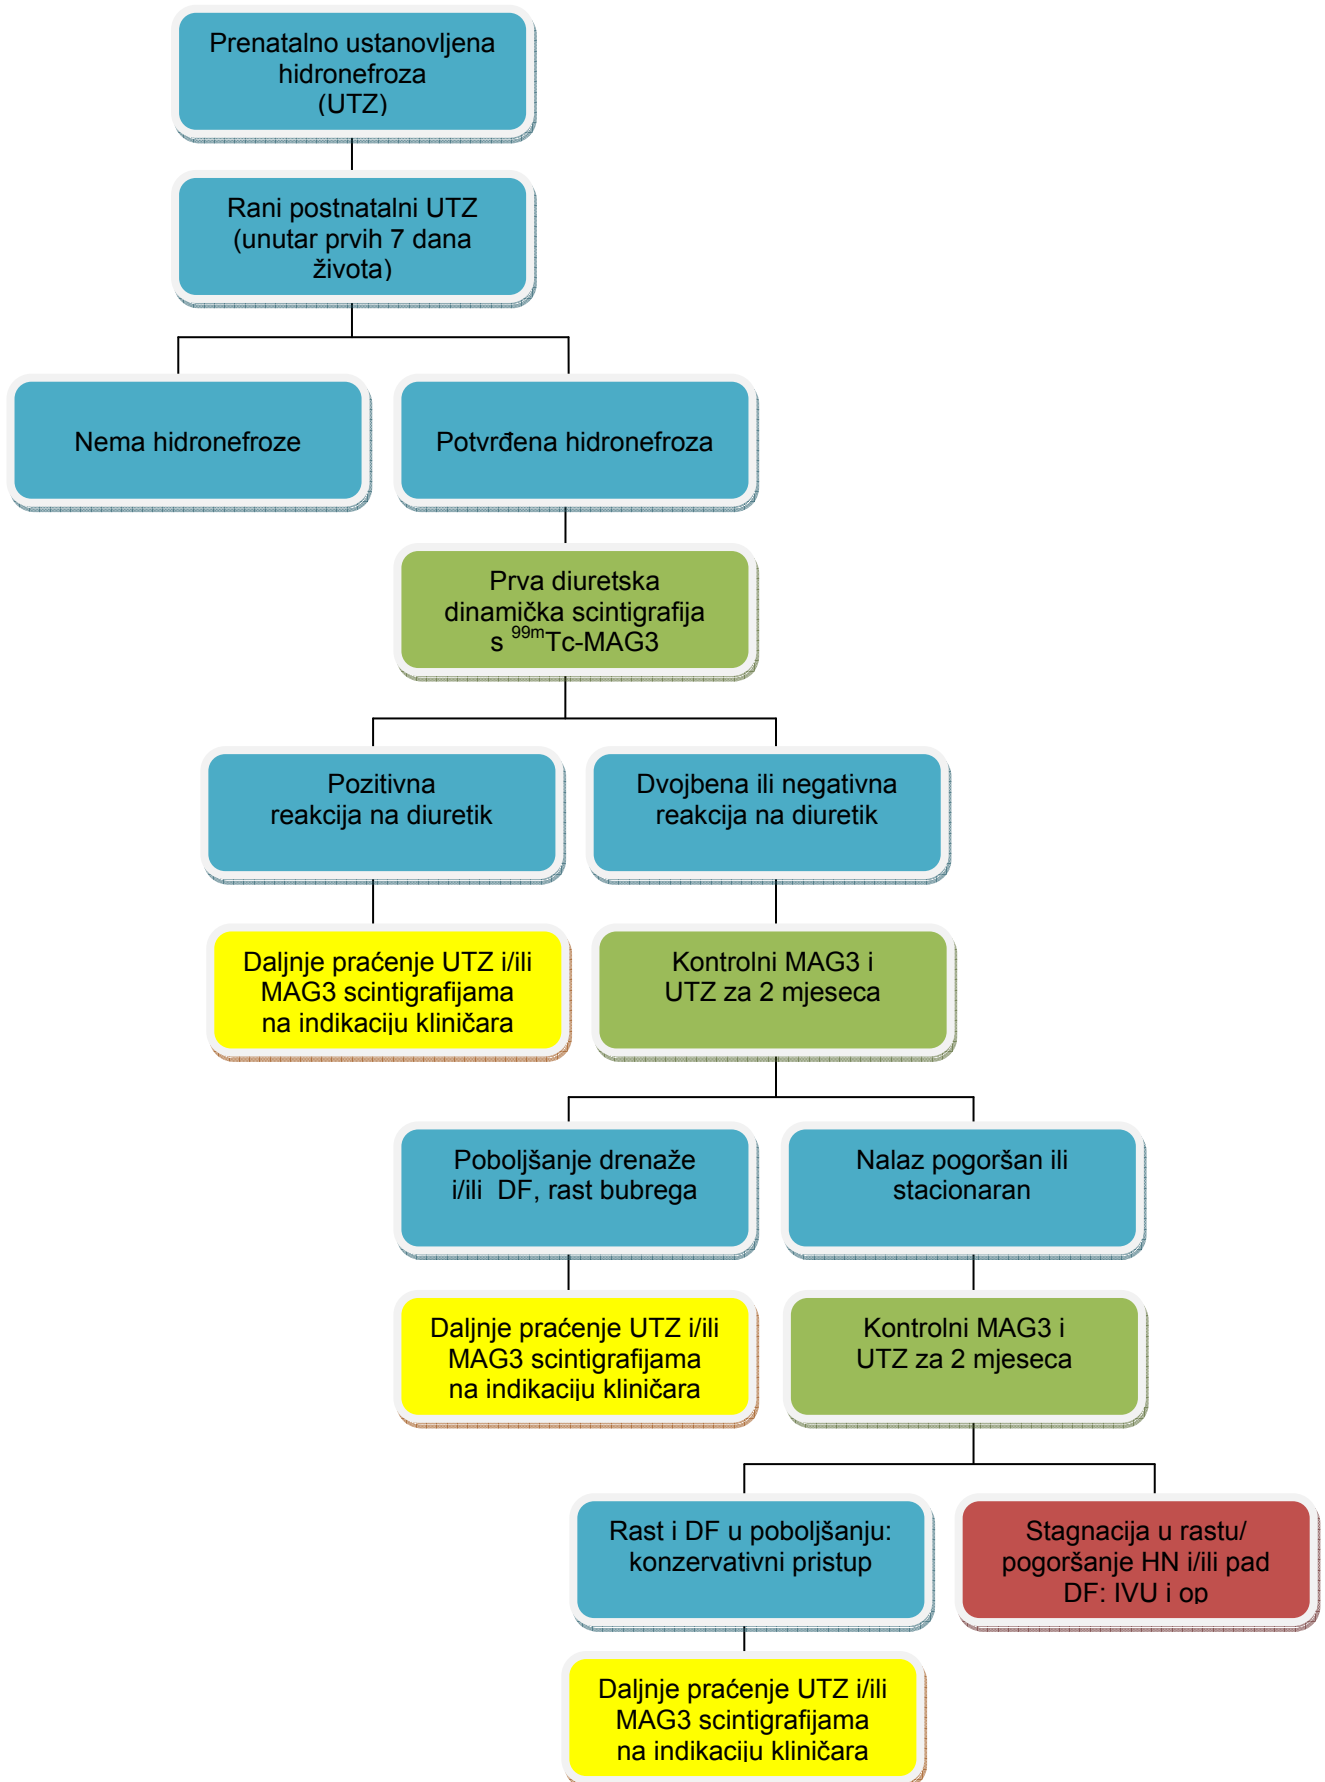 Prenatalno ustanovljena
hidronefroza
(UTZ)
Rani postnatalni UTZ
(unutar prvih 7 dana
života)
Nema hidronefroze
Potvrđena hidronefroza
Prva diuretska
dinamička scintigrafija
s 99mTc-MAG3
Pozitivna
reakcija na diuretik
Dvojbena ili negativna
reakcija na diuretik
Daljnje praćenje UTZ i/ili
MAG3 scintigrafijama
na indikaciju kliničara
Kontrolni MAG3 i
UTZ za 2 mjeseca
Poboljšanje drenaže
i/ili DF, rast bubrega
Nalaz pogoršan ili
stacionaran
Daljnje praćenje UTZ i/ili
MAG3 scintigrafijama
na indikaciju kliničara
Kontrolni MAG3 i
UTZ za 2 mjeseca
Rast i DF u poboljšanju:
konzervativni pristup
Stagnacija u rastu/
pogoršanje HN i/ili pad
DF: IVU i op
Daljnje praćenje UTZ i/ili
MAG3 scintigrafijama
na indikaciju kliničara